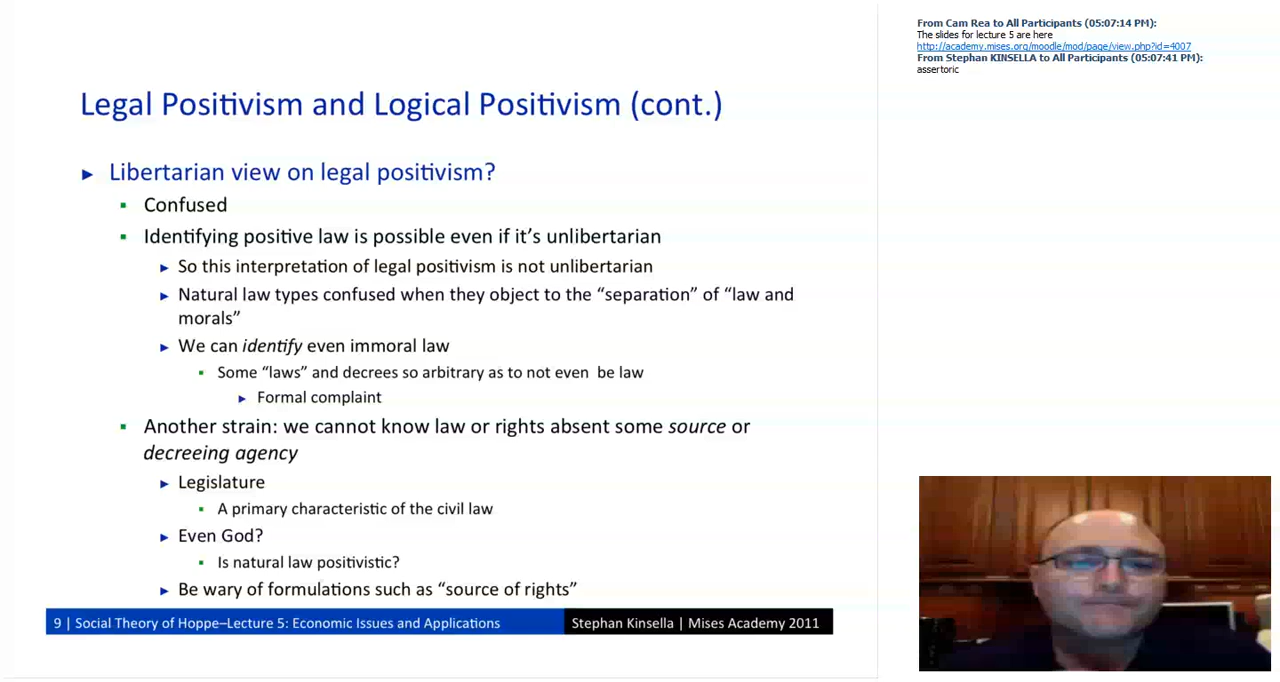 Legal Positivism and Logical Positivism (cont.)
► Libertarian view on legal positivism?
▪ Confused
▪ Identifying positive law is possible even if it's unlibertarian
► So this interpretation of legal positivism is not unlibertarian
► Natural law types confused when they object to the “separation” of “law and
morals”
► We can identify even immoral law
▪ Some “laws” and decrees so arbitrary as to not even be law
► Formal complaint
▪ Another strain: we cannot know law or rights absent some source or
decreeing agency
► Legislature
▪ A primary characteristic of the civil law
► Even God?
▪ Is natural law positivistic?
► Be wary of formulations such as “source of rights”
9 | Social Theory of Hoppe–Lecture 5: Economic Issues and Applications
Stephan Kinsella | Mises Academy 2011
From Cam Rea to All Participants (05:07:14 PM):
The slides for lecture 5 are here
http://academy.mises.org/moodle/mod/page/view.php?id=4007
From Stephan KINSELLA to All Participants (05:07:41 PM):
assertoric